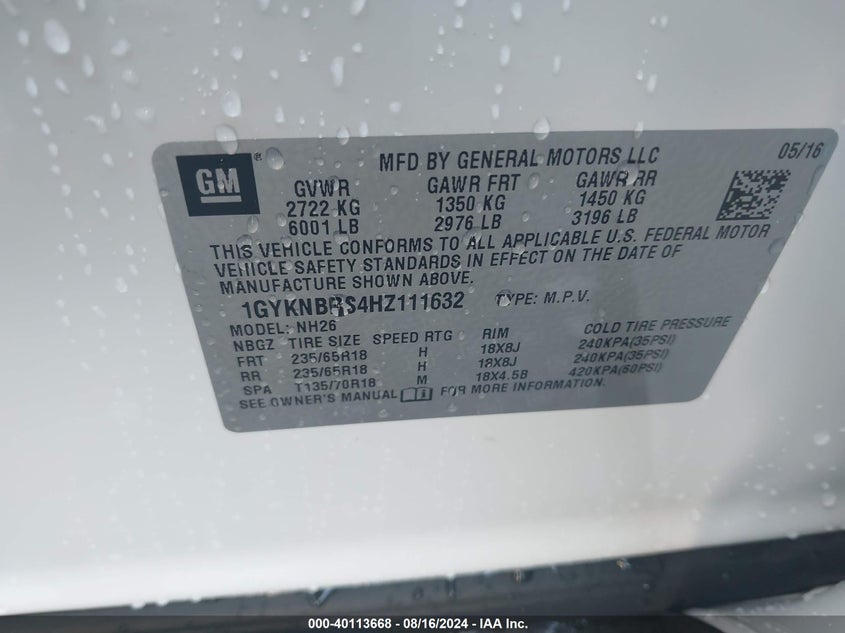 GM ®
MFD BY GENERAL MOTORS LLC 05/16
GVWR GAWR FRT GAWR RR
2722 KG 1350 KG 1450 KG
6001 LB 2976 LB 3196 LB
THIS VEHICLE CONFORMS TO ALL APPLICABLE U.S. FEDERAL MOTOR
VEHICLE SAFETY STANDARDS IN EFFECT ON THE DATE OF
MANUFACTURE SHOWN ABOVE.
1GYKNBRS4HZ111632 TYPE: M.P.V.
MODEL: NH26
NBGZ TIRE SIZE SPEED RTG RIM COLD TIRE PRESSURE
FRT 235/65R18 H 18X8J 240KPA(35PSI)
RR 235/65R18 H 18X8J 240KPA(35PSI)
SPA T135/70R18 M 18X4.5B 420KPA(60PSI)
SEE OWNER'S MANUAL FOR MORE INFORMATION.
000-40113668 - 08/16/2024 - IAA Inc.